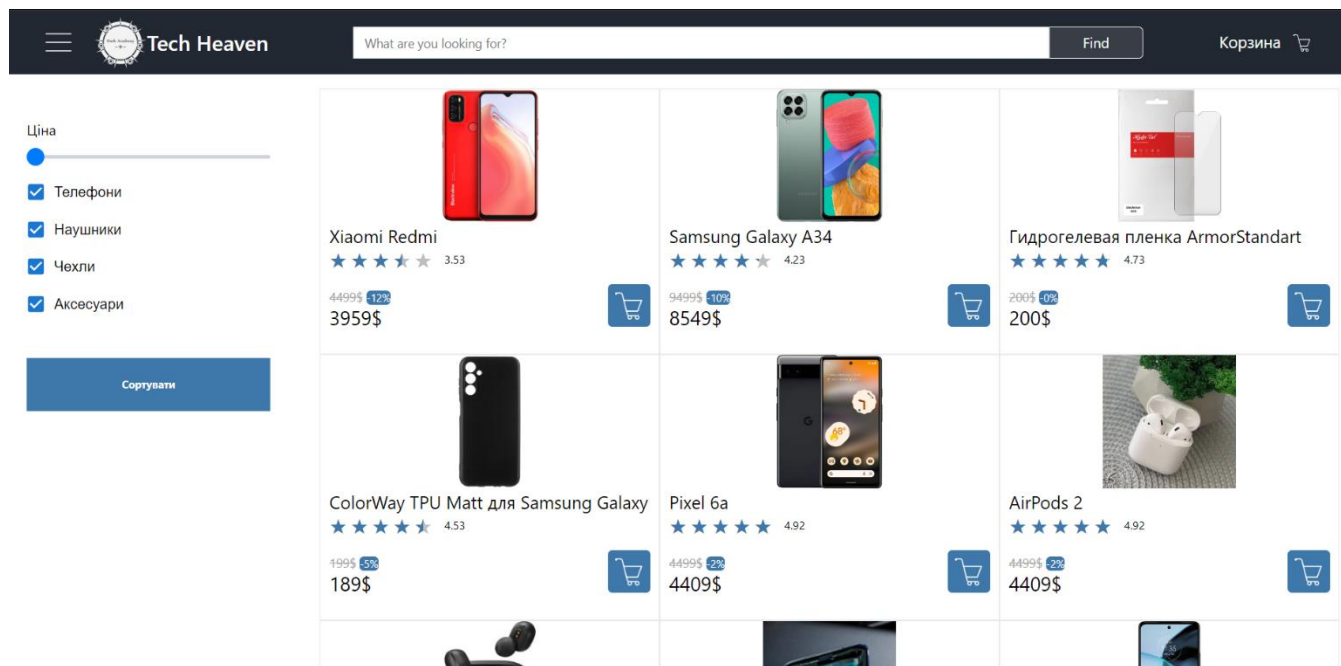 Tech Heaven
What are you looking for?
Find
Корзина
Ціна
Телефони
Наушники
Чехли
Аксесуари
Сортувати
Xiaomi Redmi
3.53
4499$ -12%
3959$
Samsung Galaxy A34
4.23
9499$ -10%
8549$
Гидрогелевая пленка ArmorStandart
4.73
200$ -0%
200$
ColorWay TPU Matt для Samsung Galaxy
4.53
199$ -5%
189$
Pixel 6a
4.92
4499$ -2%
4409$
AirPods 2
4.92
4499$ -2%
4409$